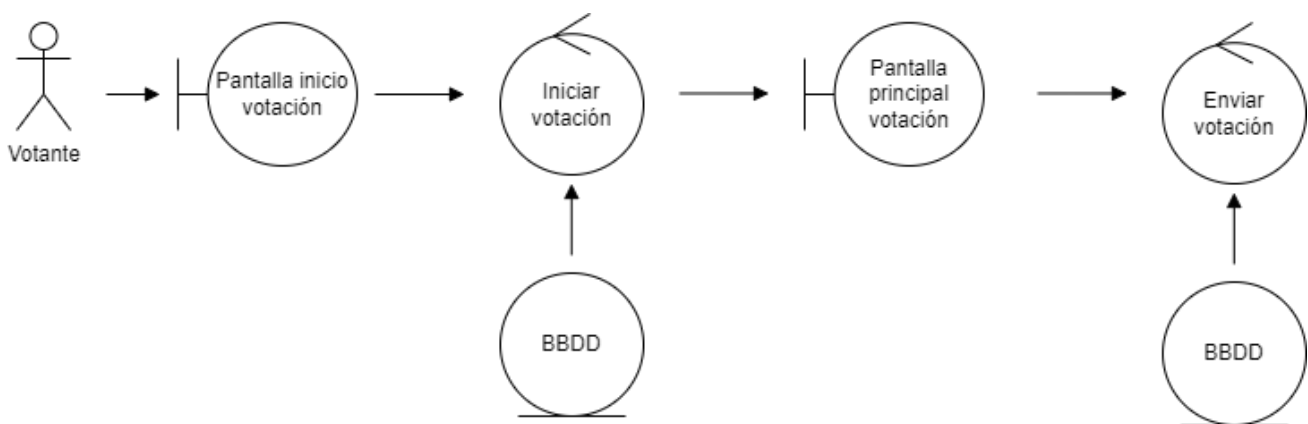 Votante
Pantalla inicio
votación
Iniciar
votación
Pantalla
principal
votación
Enviar
votación
BBDD
BBDD